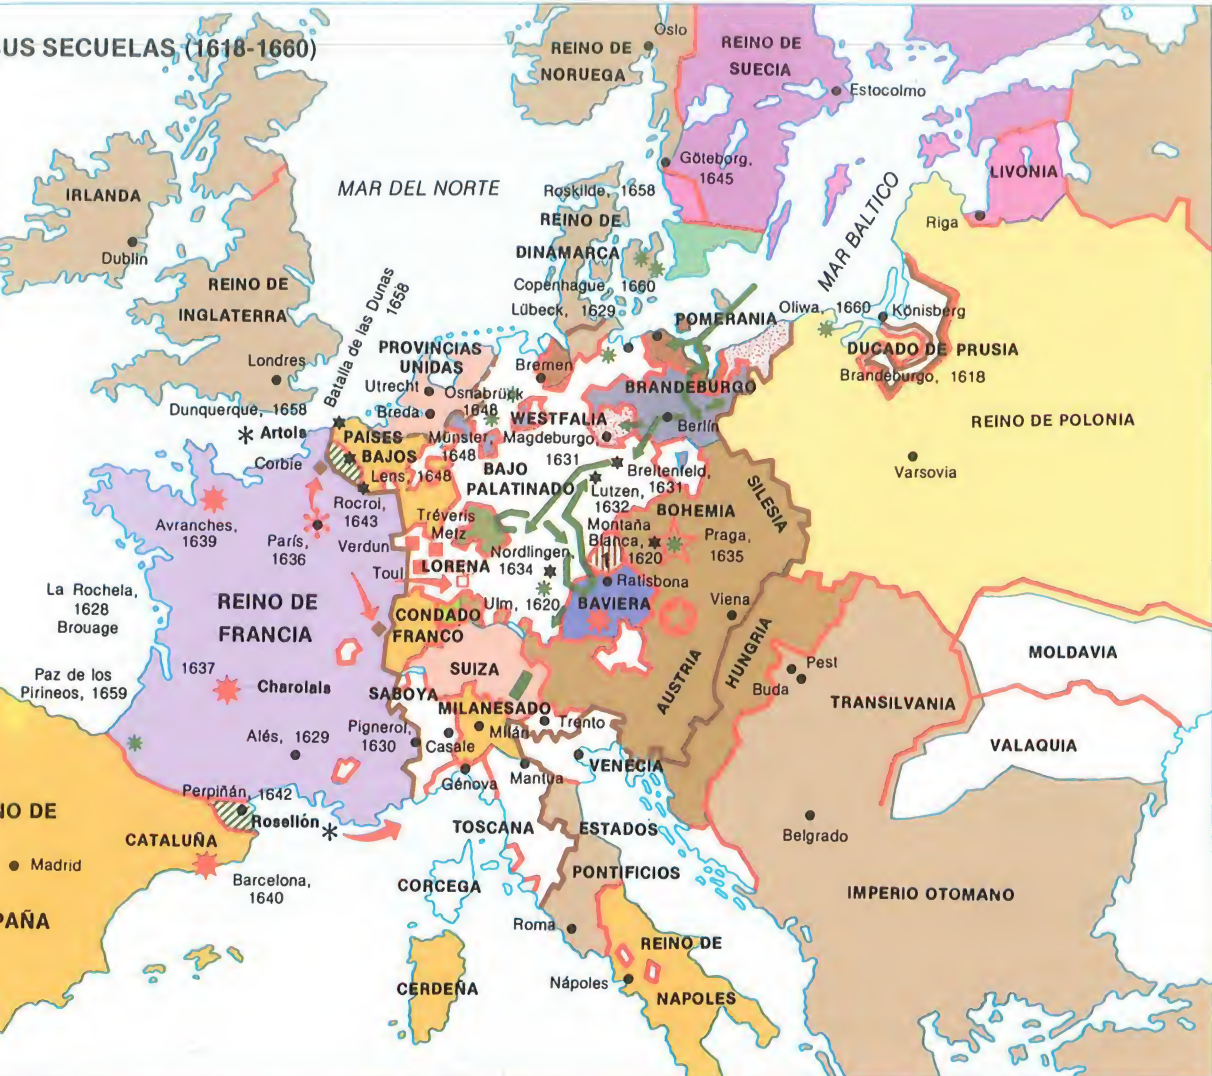 SUS SECUELAS (1618-1660)
REINO DE
NORUEGA
Oslo
REINO DE
SUECIA
Estocolmo
Göteborg,
1645
LIVONIA
Riga
IRLANDA
Dublín
MAR DEL NORTE
Roskilde, 1658
REINO DE
DINAMARCA
Copenhague, 1660
Lübeck, 1629
MAR BALTICO
REINO DE
INGLATERRA
Londres
Batalla de las Dunas
1658
PROVINCIAS
UNIDAS
Utrecht
Breda
Osnabrück
1648
Bremen
POMERANIA
Oliwa, 1660
Könisberg
DUCADO DE PRUSIA
Brandeburgo, 1618
BRANDEBURGO
Berlín
REINO DE POLONIA
Varsovia
Dunquerque, 1658
Artois
Corbie
PAISES
BAJOS
Lens, 1648
Münster,
1648
WESTFALIA
Magdeburgo
1631
BAJO
PALATINADO
Breitenfeld,
1631
Lutzen,
1632
SILESIA
BOHEMIA
Montaña
Blanca,
1620
Praga,
1635
Rocroi,
1643
Avranches,
1639
París,
1636
Verdun
Tréveris
Metz
Toul
LORENA
Nordlingen,
1634
Ratisbona
Ulm, 1620
BAVIERA
Viena
La Rochela,
1628
Brouage
REINO DE
FRANCIA
CONDADO
FRANCO
SUIZA
AUSTRIA
HUNGRIA
Pest
Buda
MOLDAVIA
TRANSILVANIA
VALAQUIA
Paz de los
Pirineos, 1659
1637
Charolais
SABOYA
MILANESADO
Milán
Trento
Alés, 1629
Pignerol,
1630
Casale
Génova
Mantua
VENECIA
Perpiñán, 1642
Rosellón
NO DE
CATALUÑA
Madrid
Barcelona,
1640
PAÑA
TOSCANA
ESTADOS
PONTIFICIOS
CORCEGA
Roma
REINO DE
NAPOLES
Nápoles
CERDEÑA
Belgrado
IMPERIO OTOMANO